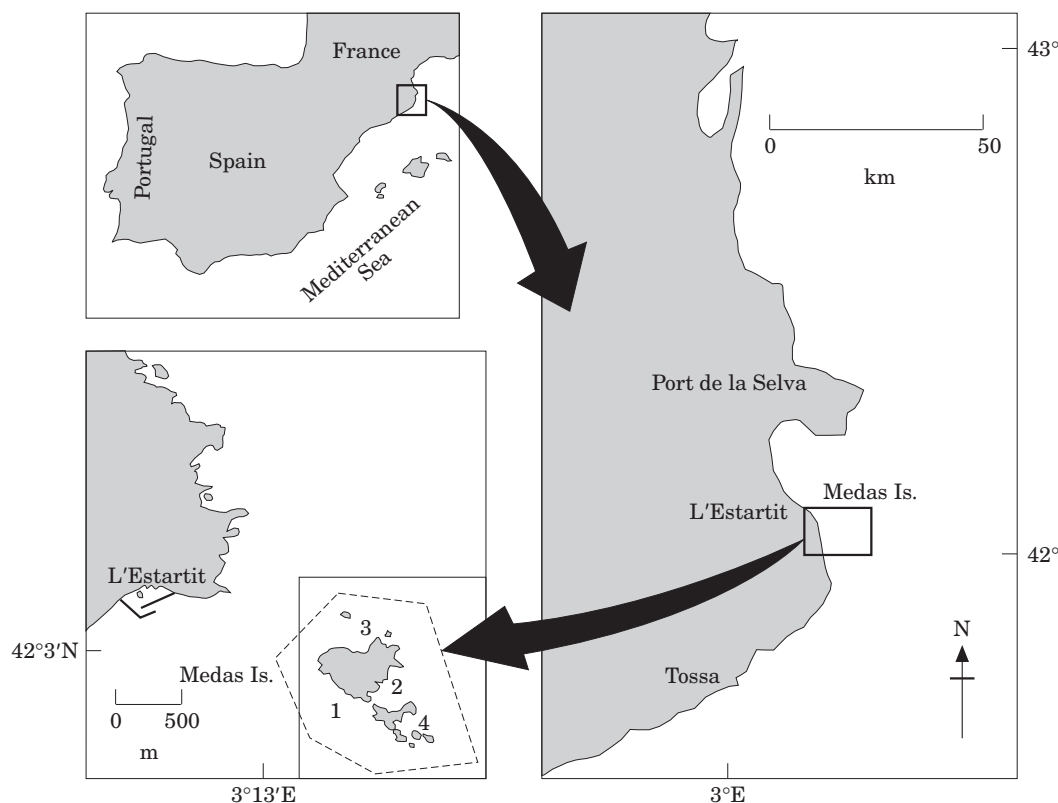 France
Portugal
Spain
Mediterranean
Sea
43°
0
50
km
Port de la Selva
Medas Is.
L'Estartit
42°
N
Tossa
3°E
L'Estartit
42°3'N
Medas Is.
3
2
1
4
0
500
m
3°13'E